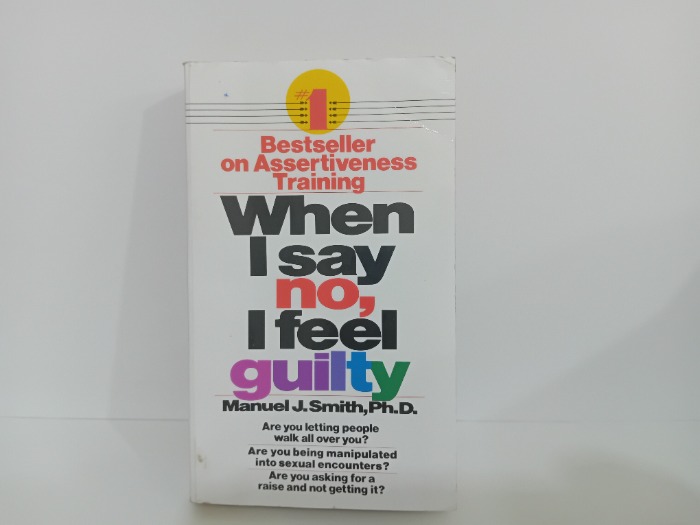 #1
Bestseller
on Assertiveness
Training
When
I say
no,
I feel
guilty
Manuel J. Smith, Ph.D.
Are you letting people
walk all over you?
Are you being manipulated
into sexual encounters?
Are you asking for a
raise and not getting it?